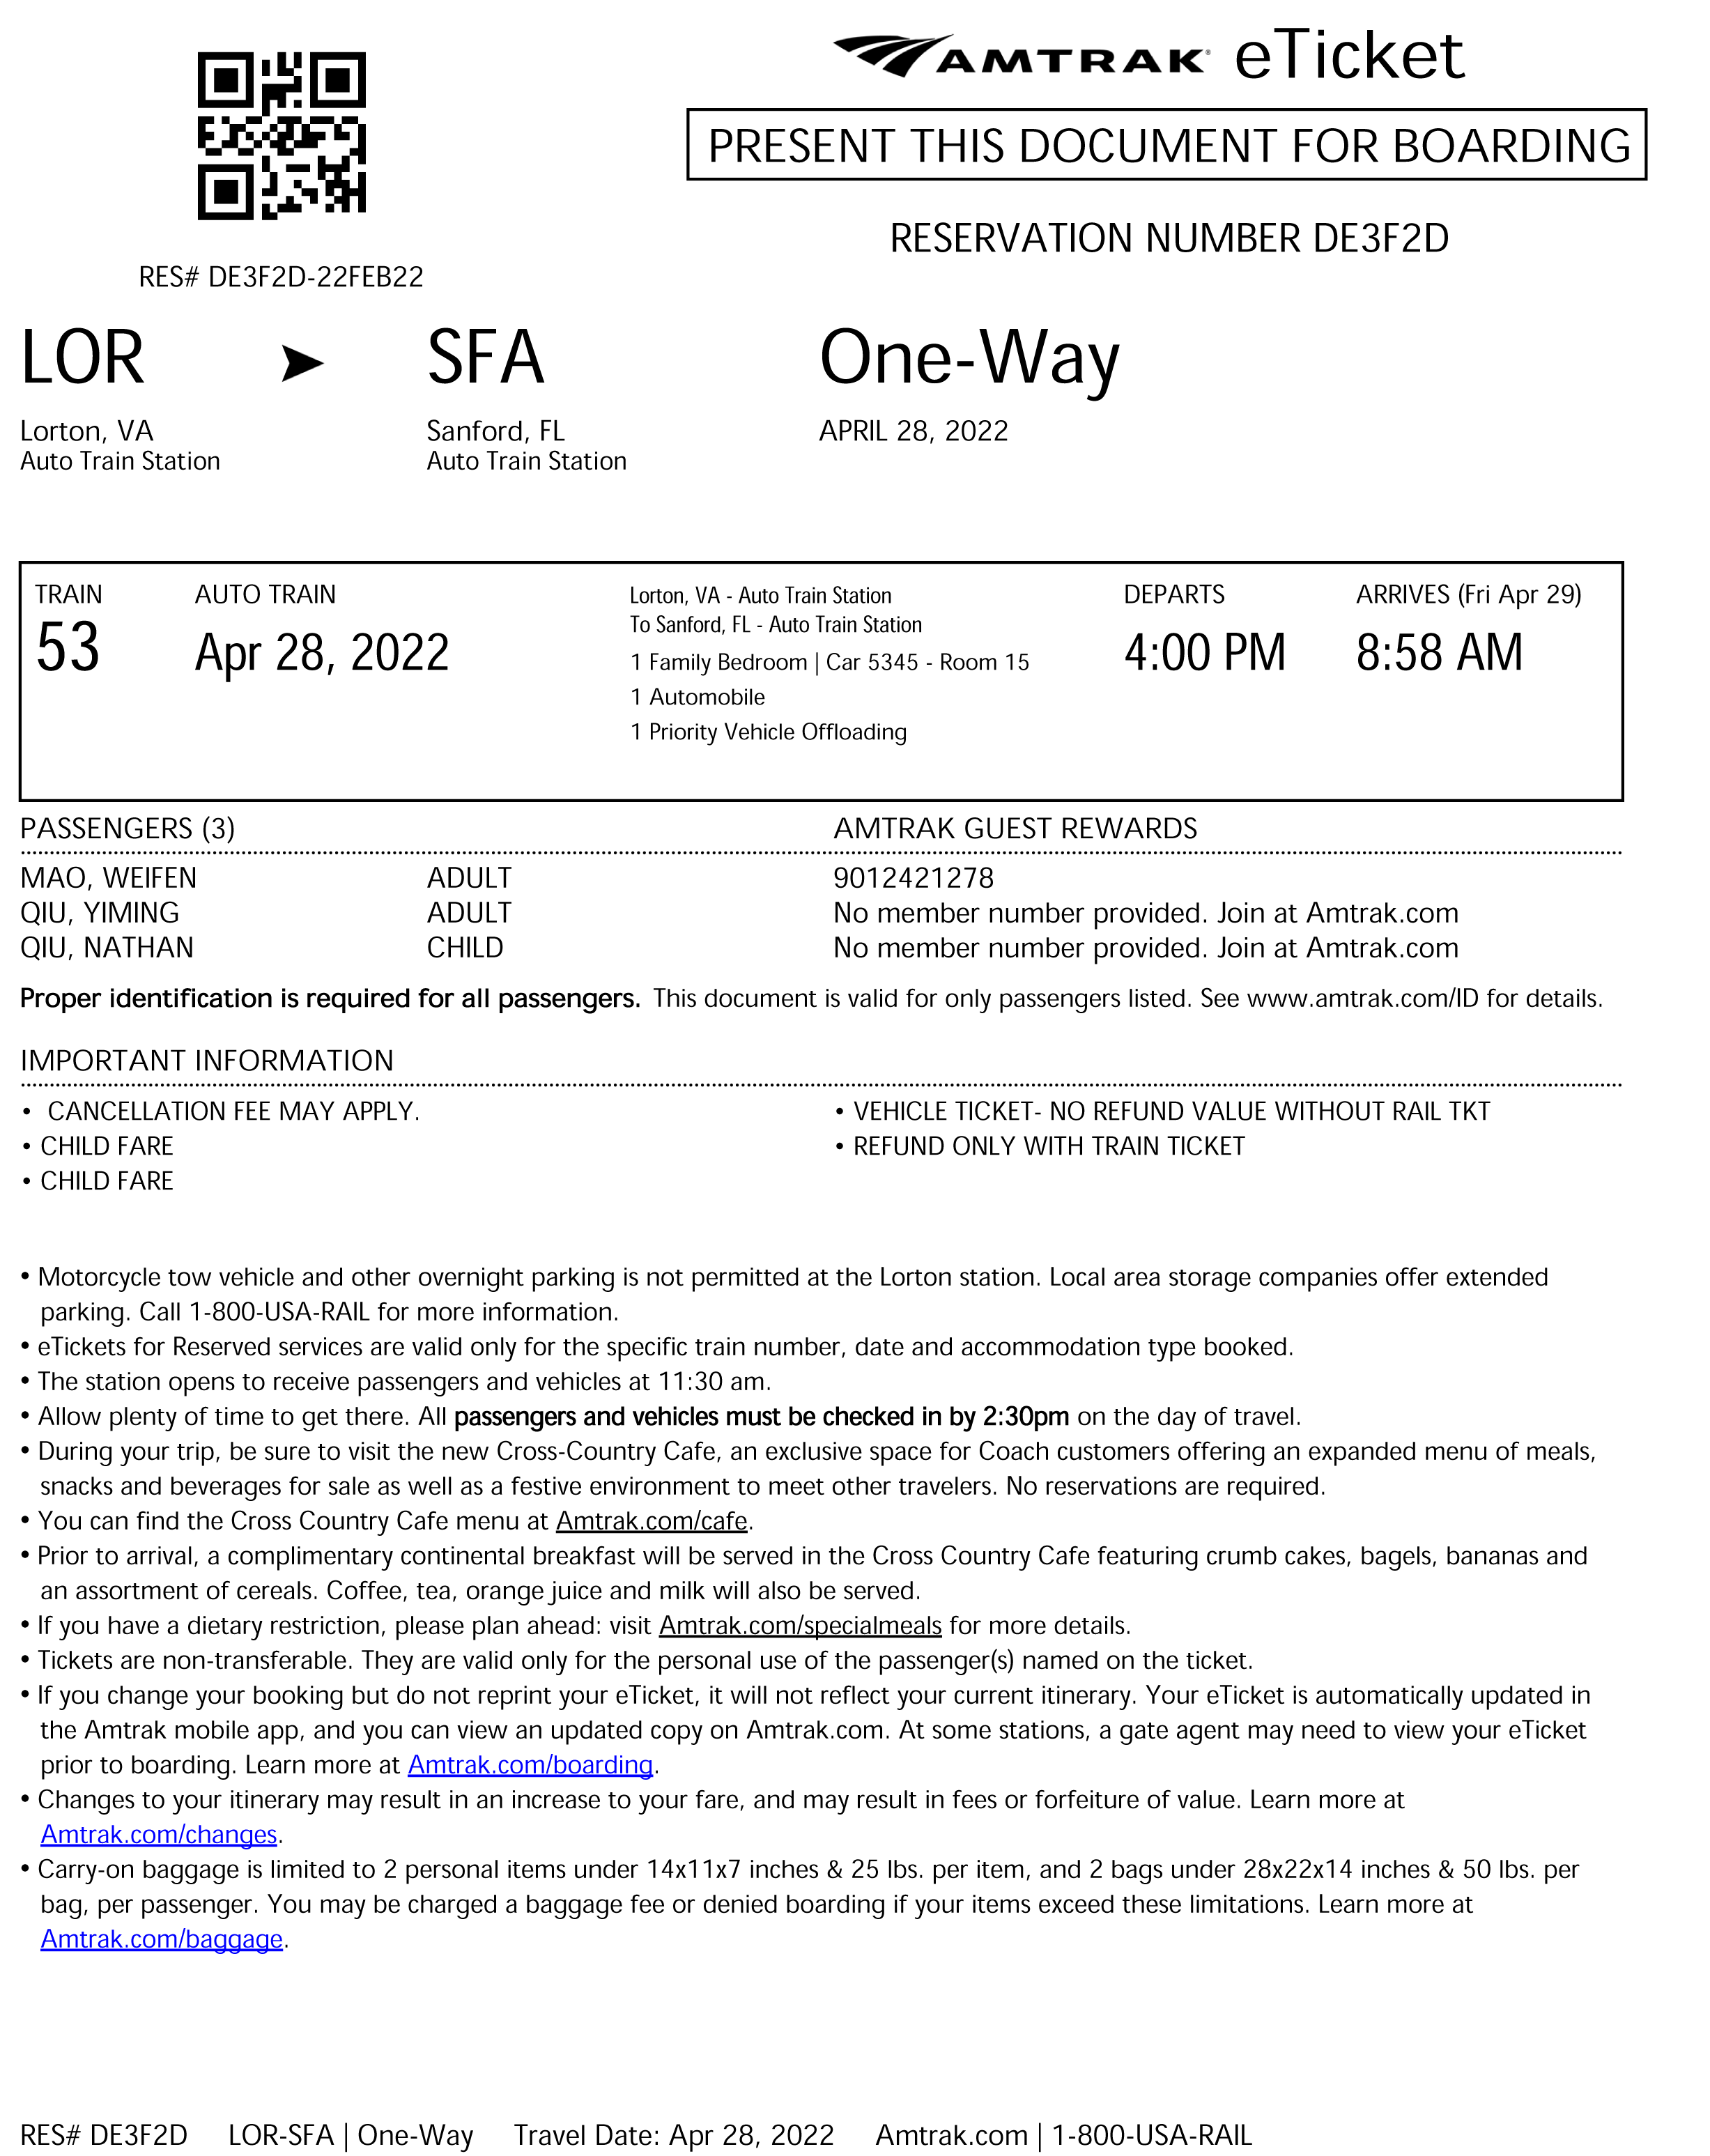 AMTRAK® eTicket
PRESENT THIS DOCUMENT FOR BOARDING
RESERVATION NUMBER DE3F2D
RES# DE3F2D-22FEB22
LOR ➤ SFA One-Way
Lorton, VA Sanford, FL APRIL 28, 2022
Auto Train Station Auto Train Station
TRAIN AUTO TRAIN Lorton, VA - Auto Train Station DEPARTS ARRIVES (Fri Apr 29)
To Sanford, FL - Auto Train Station
53 Apr 28, 2022 1 Family Bedroom | Car 5345 - Room 15 4:00 PM 8:58 AM
1 Automobile
1 Priority Vehicle Offloading
PASSENGERS (3) AMTRAK GUEST REWARDS
MAO, WEIFEN ADULT 9012421278
QIU, YIMING ADULT No member number provided. Join at Amtrak.com
QIU, NATHAN CHILD No member number provided. Join at Amtrak.com
Proper identification is required for all passengers. This document is valid for only passengers listed. See www.amtrak.com/ID for details.
IMPORTANT INFORMATION
• CANCELLATION FEE MAY APPLY. • VEHICLE TICKET- NO REFUND VALUE WITHOUT RAIL TKT
• CHILD FARE • REFUND ONLY WITH TRAIN TICKET
• CHILD FARE
• Motorcycle tow vehicle and other overnight parking is not permitted at the Lorton station. Local area storage companies offer extended
parking. Call 1-800-USA-RAIL for more information.
• eTickets for Reserved services are valid only for the specific train number, date and accommodation type booked.
• The station opens to receive passengers and vehicles at 11:30 am.
• Allow plenty of time to get there. All passengers and vehicles must be checked in by 2:30pm on the day of travel.
• During your trip, be sure to visit the new Cross-Country Cafe, an exclusive space for Coach customers offering an expanded menu of meals,
snacks and beverages for sale as well as a festive environment to meet other travelers. No reservations are required.
• You can find the Cross Country Cafe menu at Amtrak.com/cafe.
• Prior to arrival, a complimentary continental breakfast will be served in the Cross Country Cafe featuring crumb cakes, bagels, bananas and
an assortment of cereals. Coffee, tea, orange juice and milk will also be served.
• If you have a dietary restriction, please plan ahead: visit Amtrak.com/specialmeals for more details.
• Tickets are non-transferable. They are valid only for the personal use of the passenger(s) named on the ticket.
• If you change your booking but do not reprint your eTicket, it will not reflect your current itinerary. Your eTicket is automatically updated in
the Amtrak mobile app, and you can view an updated copy on Amtrak.com. At some stations, a gate agent may need to view your eTicket
prior to boarding. Learn more at Amtrak.com/boarding.
• Changes to your itinerary may result in an increase to your fare, and may result in fees or forfeiture of value. Learn more at
Amtrak.com/changes.
• Carry-on baggage is limited to 2 personal items under 14x11x7 inches & 25 lbs. per item, and 2 bags under 28x22x14 inches & 50 lbs. per
bag, per passenger. You may be charged a baggage fee or denied boarding if your items exceed these limitations. Learn more at
Amtrak.com/baggage.
RES# DE3F2D LOR-SFA | One-Way Travel Date: Apr 28, 2022 Amtrak.com | 1-800-USA-RAIL